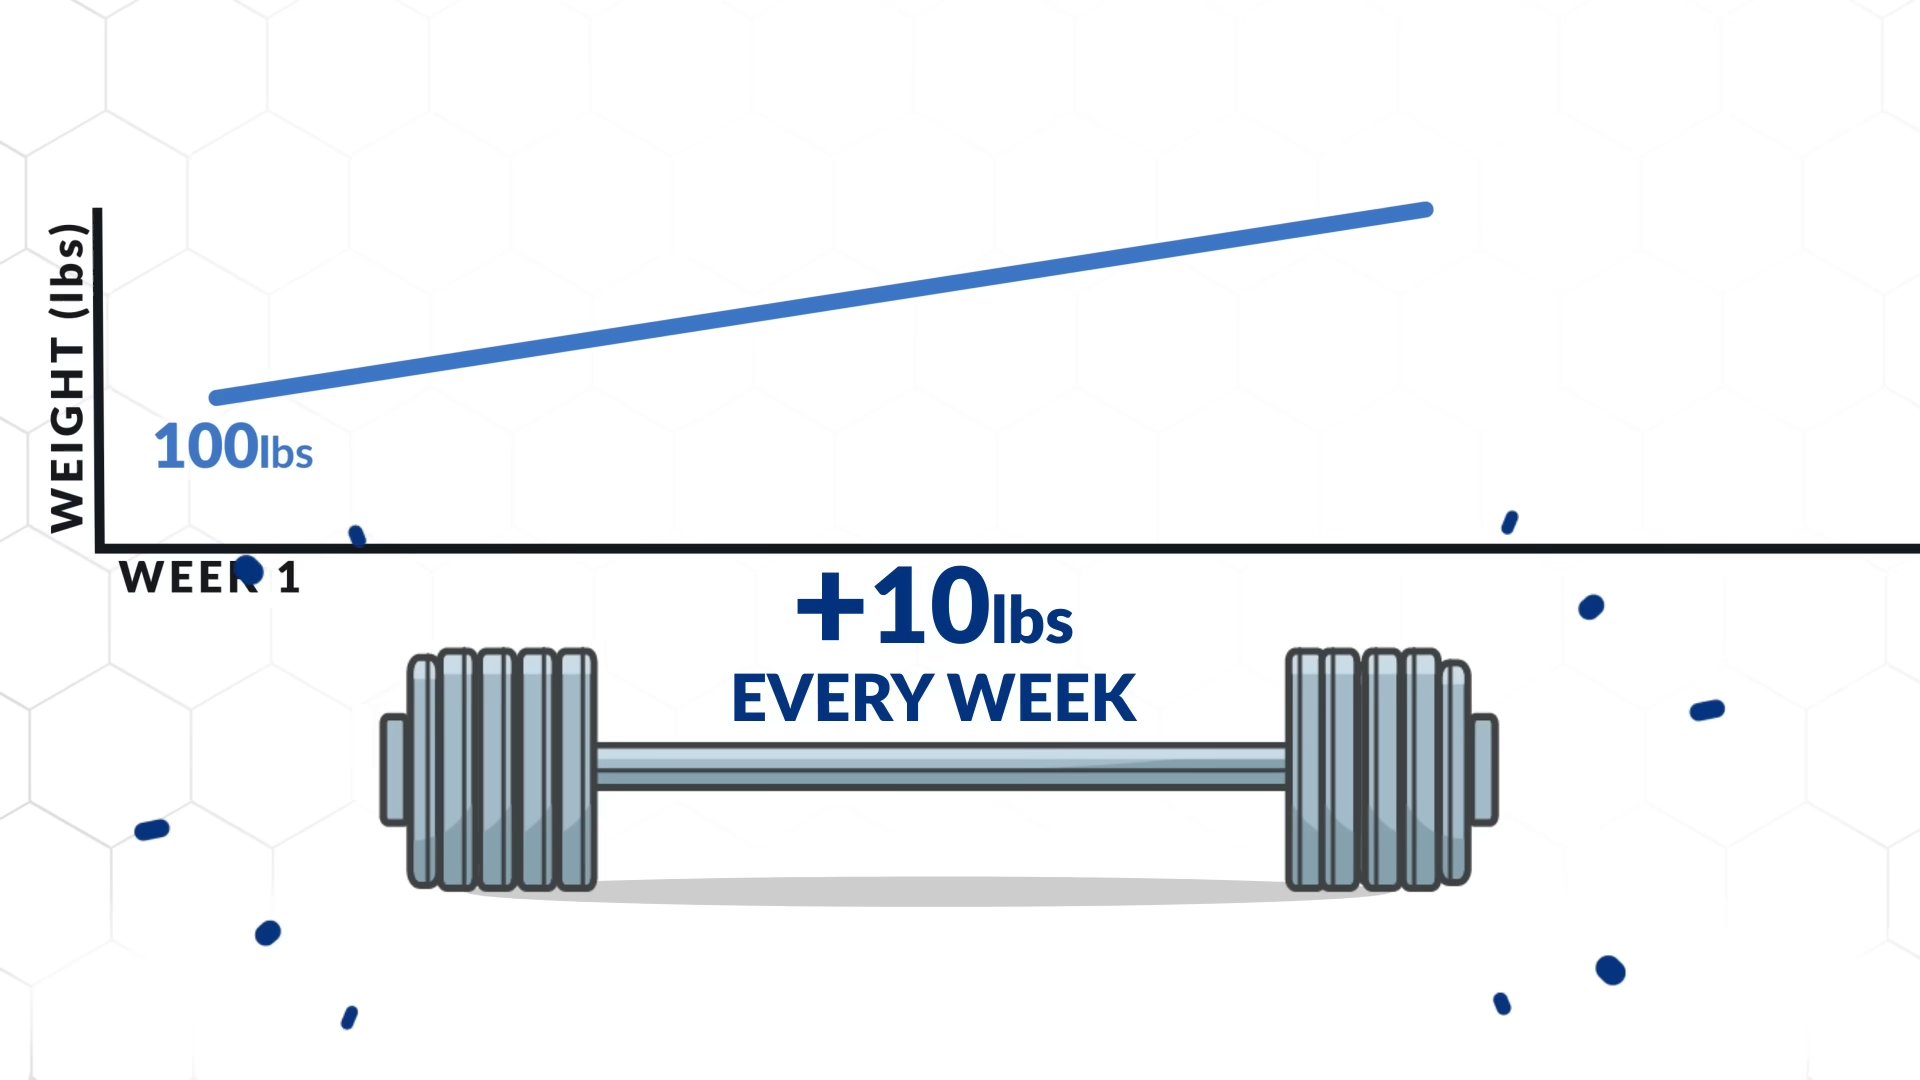 WEIGHT (lbs)
100lbs
WEEK 1
+10lbs
EVERY WEEK